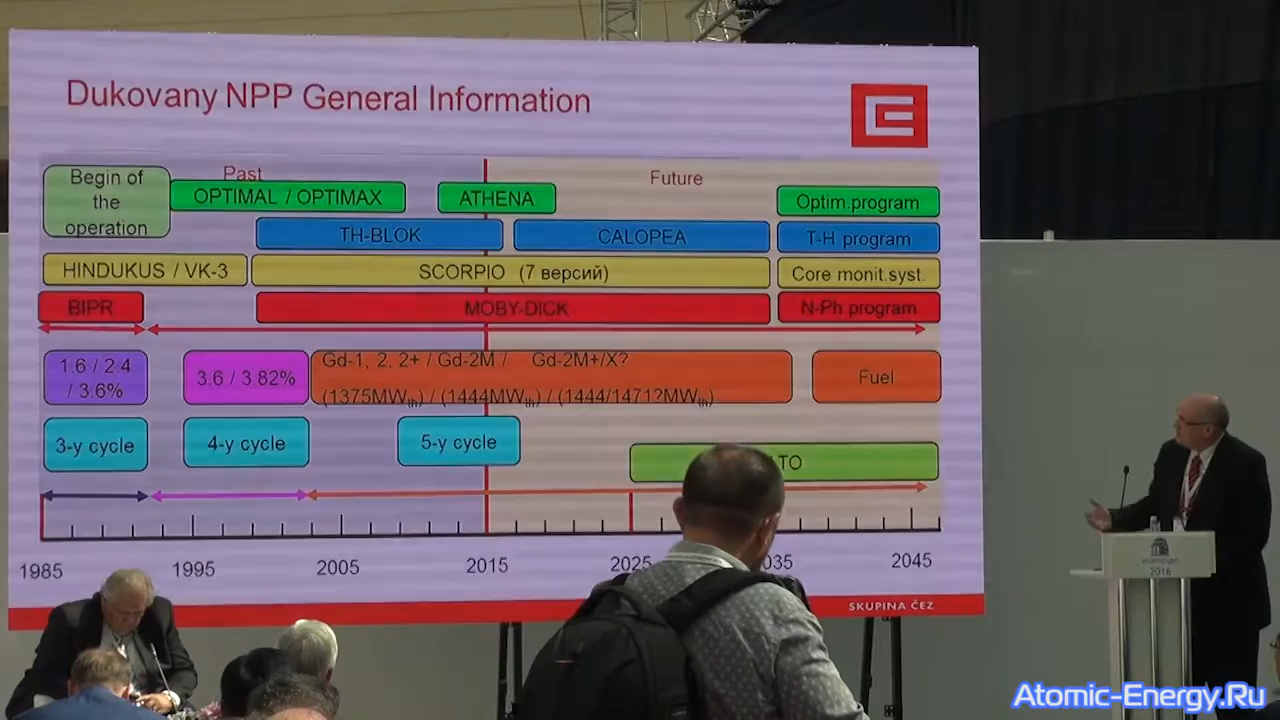 Dukovany NPP General Information
Past
Future
Begin of
the
operation
OPTIMAL / OPTIMAX
ATHENA
Optim.program
TH-BLOK
CALOPEA
T-H program
HINDUKUS / VK-3
SCORPIO (7 версий)
Core monit.syst.
BIPR
MOBY-DICK
N-Ph program
1.6 / 2.4
/ 3.6%
3.6 / 3.82%
Gd-1, 2, 2+ / Gd-2M / Gd-2M+/X?
(1375MWth) / (1444MWth) / (1444/1471?MWth)
Fuel
3-y cycle
4-y cycle
5-y cycle
TO
1985
1995
2005
2015
2025
035
2045
SKUPINA ČEZ
2016
Atomic-Energy.Ru